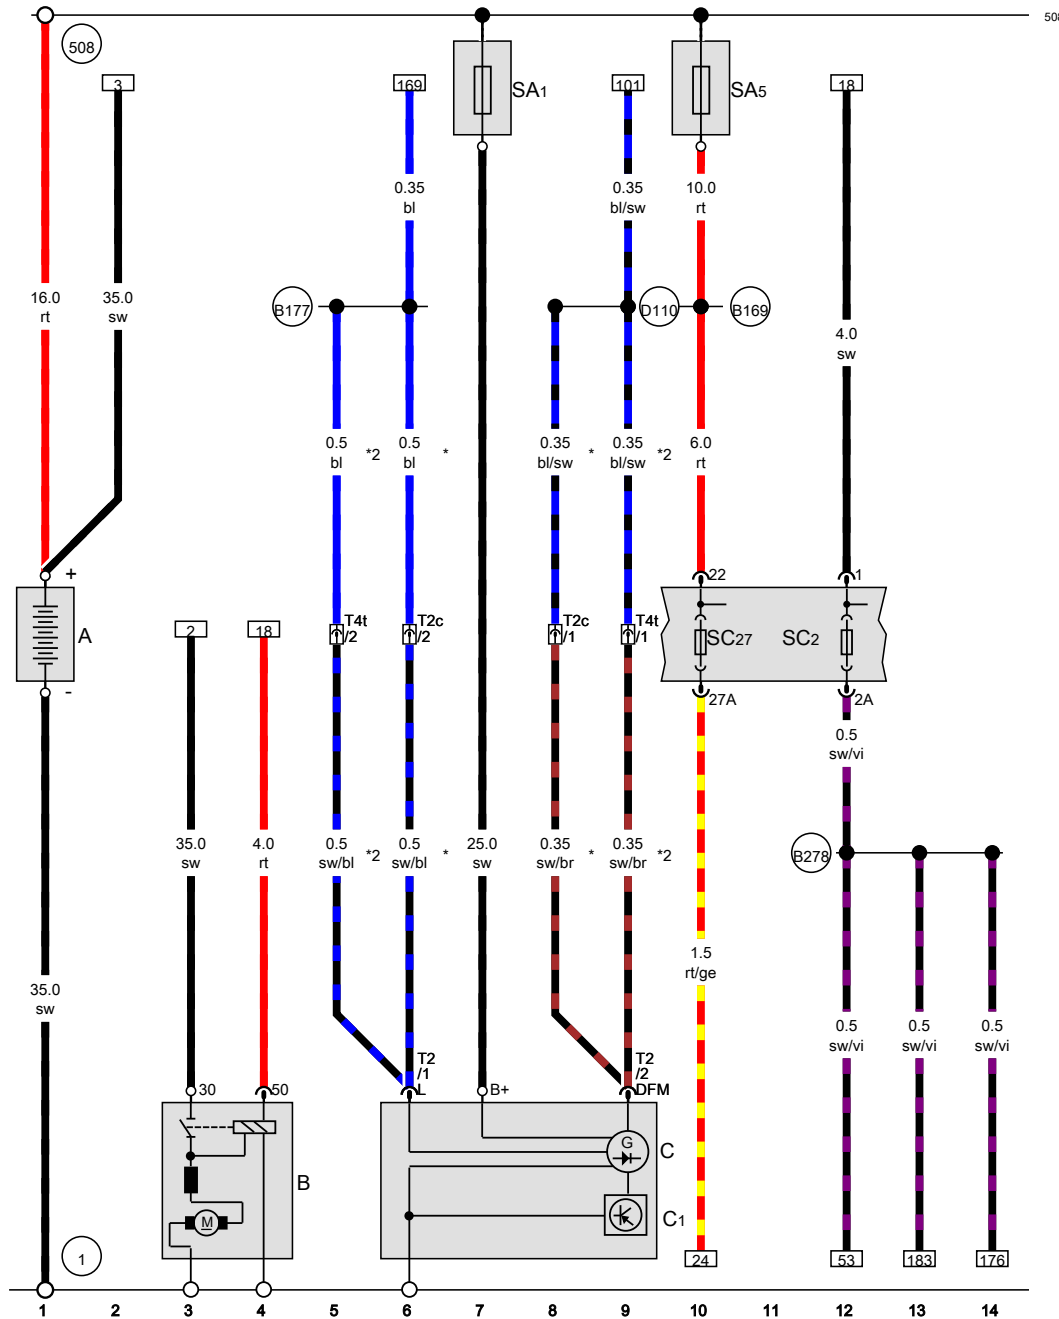 508
508
3
169
SA1
101
SA5
18
0.35
bl
0.35
bl/sw
10.0
rt
16.0
rt
35.0
sw
B177
D110
B169
4.0
sw
0.5
bl
*2
0.5
bl
*
0.35
bl/sw
*
0.35
bl/sw
*2
6.0
rt
+
22
1
A
2
18
T4t
/2
T2c
/2
T2c
/1
T4t
/1
SC27
SC2
-
27A
2A
0.5
sw/vi
35.0
sw
4.0
rt
0.5
sw/bl
*2
0.5
sw/bl
*
25.0
sw
0.35
sw/br
*
0.35
sw/br
*2
B278
1.5
rt/ge
35.0
sw
0.5
sw/vi
0.5
sw/vi
0.5
sw/vi
T2
/1
T2
/2
30
50
L
B+
DFM
G
C
B
M
C1
1
24
53
183
176
1 2 3 4 5 6 7 8 9 10 11 12 13 14